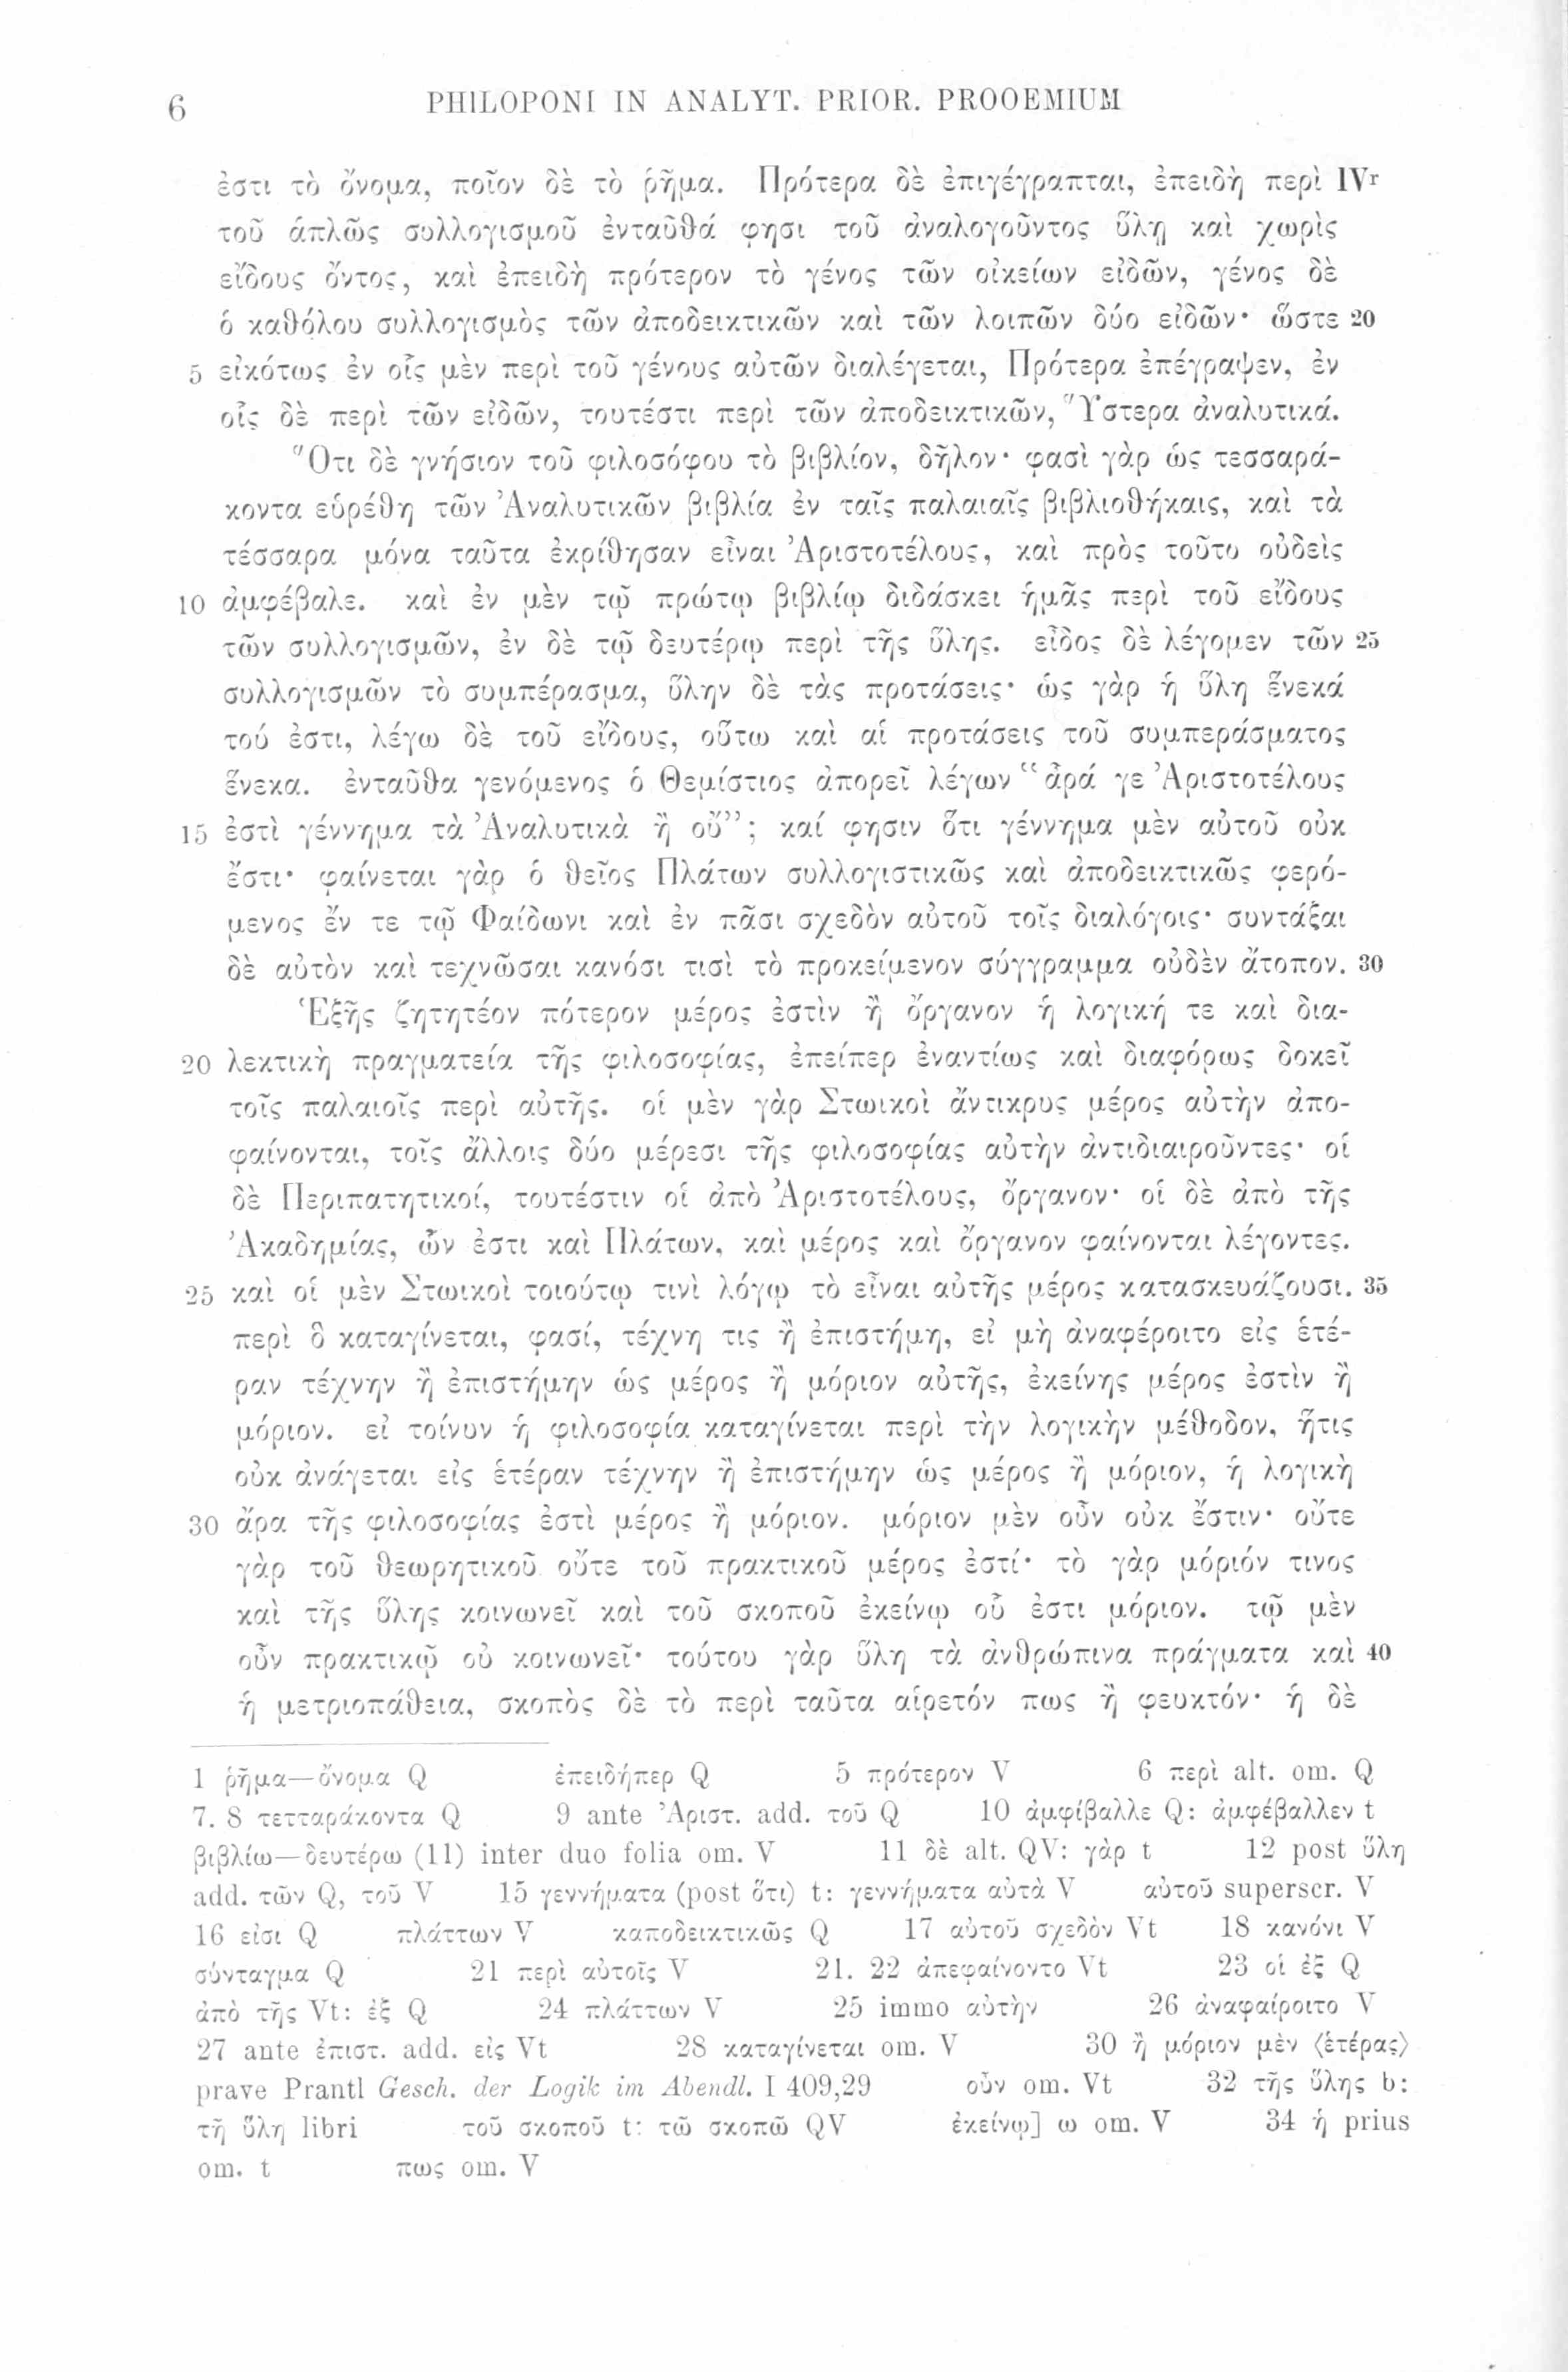 6 PHILOPONI IN ANALYT. PRIOR. PROOEMIUM
ἐστι τὸ ὄνομα, ποῖον δὲ τὸ ῥῆμα. Πρότερα δὲ ἐπιγέγραπται, ἐπειδὴ περὶ IVr
τοῦ ἁπλῶς συλλογισμοῦ ἐνταῦθά φησι τοῦ ἀναλογοῦντος ὕλῃ καὶ χωρὶς
εἴδους ὄντος, καὶ ἐπειδὴ πρότερον τὸ γένος τῶν οἰκείων εἰδῶν, γένος δὲ
ὁ καθόλου συλλογισμὸς τῶν ἀποδεικτικῶν καὶ τῶν λοιπῶν δύο εἰδῶν· ὥστε 20
5 εἰκότως ἐν οἷς μὲν περὶ τοῦ γένους αὐτῶν διαλέγεται, Πρότερα ἐπέγραψεν, ἐν
οἷς δὲ περὶ τῶν εἰδῶν, τουτέστι περὶ τῶν ἀποδεικτικῶν, Ὕστερα ἀναλυτικά.
Ὅτι δὲ γνήσιον τοῦ φιλοσόφου τὸ βιβλίον, δῆλον· φασὶ γὰρ ὡς τεσσαρά-
κοντα εὑρέθη τῶν Ἀναλυτικῶν βιβλία ἐν ταῖς παλαιαῖς βιβλιοθήκαις, καὶ τὰ
τέσσαρα μόνα ταῦτα ἐκρίθησαν εἶναι Ἀριστοτέλους, καὶ πρὸς τοῦτο οὐδεὶς
10 ἀμφέβαλε. καὶ ἐν μὲν τῷ πρώτῳ βιβλίῳ διδάσκει ἡμᾶς περὶ τοῦ εἴδους
τῶν συλλογισμῶν, ἐν δὲ τῷ δευτέρῳ περὶ τῆς ὕλης. εἶδος δὲ λέγομεν τῶν 25
συλλογισμῶν τὸ συμπέρασμα, ὕλην δὲ τὰς προτάσεις· ὡς γὰρ ἡ ὕλη ἕνεκά
τού ἐστι, λέγω δὲ τοῦ εἴδους, οὕτω καὶ αἱ προτάσεις τοῦ συμπεράσματος
ἕνεκα. ἐνταῦθα γενόμενος ὁ Θεμίστιος ἀπορεῖ λέγων “ἆρά γε Ἀριστοτέλους
15 ἐστὶ γέννημα τὰ Ἀναλυτικὰ ἢ οὔ”; καί φησιν ὅτι γέννημα μὲν αὐτοῦ οὐκ
ἔστι· φαίνεται γὰρ ὁ θεῖος Πλάτων συλλογιστικῶς καὶ ἀποδεικτικῶς φερό-
μενος ἔν τε τῷ Φαίδωνι καὶ ἐν πᾶσι σχεδὸν αὐτοῦ τοῖς διαλόγοις· συντάξαι
δὲ αὐτὸν καὶ τεχνῶσαι κανόσι τισὶ τὸ προκείμενον σύγγραμμα οὐδὲν ἄτοπον. 30
Ἑξῆς ζητητέον πότερον μέρος ἐστὶν ἢ ὄργανον ἡ λογική τε καὶ δια-
20 λεκτικὴ πραγματεία τῆς φιλοσοφίας, ἐπείπερ ἐναντίως καὶ διαφόρως δοκεῖ
τοῖς παλαιοῖς περὶ αὐτῆς. οἱ μὲν γὰρ Στωικοὶ ἄντικρυς μέρος αὐτὴν ἀπο-
φαίνονται, τοῖς ἄλλοις δύο μέρεσι τῆς φιλοσοφίας αὐτὴν ἀντιδιαιροῦντες· οἱ
δὲ Περιπατητικοί, τουτέστιν οἱ ἀπὸ Ἀριστοτέλους, ὄργανον· οἱ δὲ ἀπὸ τῆς
Ἀκαδημίας, ὧν ἐστι καὶ Πλάτων, καὶ μέρος καὶ ὄργανον φαίνονται λέγοντες.
25 καὶ οἱ μὲν Στωικοὶ τοιούτῳ τινὶ λόγῳ τὸ εἶναι αὐτῆς μέρος κατασκευάζουσι. 35
περὶ ὃ καταγίνεται, φασί, τέχνη τις ἢ ἐπιστήμη, εἰ μὴ ἀναφέροιτο εἰς ἑτέ-
ραν τέχνην ἢ ἐπιστήμην ὡς μέρος ἢ μόριον αὐτῆς, ἐκείνης μέρος ἐστὶν ἢ
μόριον. εἰ τοίνυν ἡ φιλοσοφία καταγίνεται περὶ τὴν λογικὴν μέθοδον, ἥτις
οὐκ ἀνάγεται εἰς ἑτέραν τέχνην ἢ ἐπιστήμην ὡς μέρος ἢ μόριον, ἡ λογικὴ
30 ἄρα τῆς φιλοσοφίας ἐστὶ μέρος ἢ μόριον. μόριον μὲν οὖν οὐκ ἔστιν· οὔτε
γὰρ τοῦ θεωρητικοῦ οὔτε τοῦ πρακτικοῦ μέρος ἐστί· τὸ γὰρ μόριόν τινος
καὶ τῆς ὕλης κοινωνεῖ καὶ τοῦ σκοποῦ ἐκείνῳ οὗ ἐστι μόριον. τῷ μὲν
οὖν πρακτικῷ οὐ κοινωνεῖ· τούτου γὰρ ὕλη τὰ ἀνθρώπινα πράγματα καὶ 40
ἡ μετριοπάθεια, σκοπὸς δὲ τὸ περὶ ταῦτα αἱρετόν πως ἢ φευκτόν· ἡ δὲ
1 ῥῆμα—ὄνομα Q ἐπειδήπερ Q 5 πρότερον V 6 περὶ alt. om. Q
7. 8 τετταράκοντα Q 9 ante Ἀριστ. add. τοῦ Q 10 ἀμφίβαλλε Q: ἀμφέβαλλεν t
βιβλίω—δευτέρω (11) inter duo folia om. V 11 δὲ alt. QV: γὰρ t 12 post ὕλη
add. τῶν Q, τοῦ V 15 γεννήματα (post ὅτι) t: γεννήματα αὐτὰ V αὐτοῦ superscr. V
16 εἰσι Q πλάττων V καποδεικτικῶς Q 17 αὐτοῦ σχεδὸν Vt 18 κανόνι V
σύνταγμα Q 21 περὶ αὐτοῖς V 21. 22 ἀπεφαίνοντο Vt 23 οἱ ἐξ Q
ἀπὸ τῆς Vt: ἐξ Q 24 πλάττων V 25 immo αὐτὴν 26 ἀναφαίροιτο V
27 ante ἐπιστ. add. εἰς Vt 28 καταγίνεται om. V 30 ἢ μόριον μὲν ⟨ἑτέρας⟩
prave Prantl Gesch. der Logik im Abendl. I 409,29 οὖν om. Vt 32 τῆς ὕλης b:
τῇ ὕλῃ libri τοῦ σκοποῦ t: τῶ σκοπῶ QV ἐκείνῳ] ω om. V 34 ἡ prius
om. t πως om. V